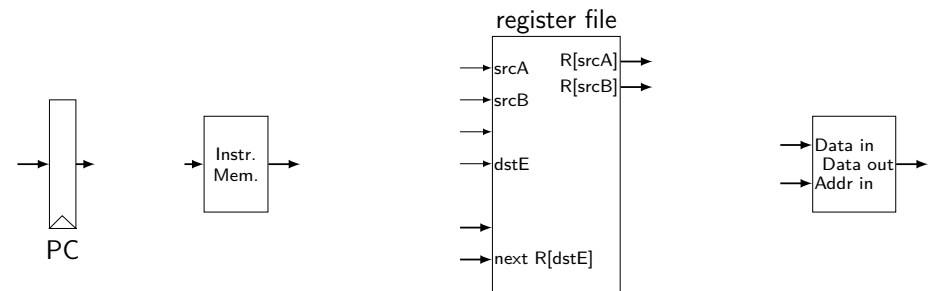 register file
srcA
R[srcA]
srcB
R[srcB]
dstE
next R[dstE]
PC
Instr.
Mem.
Data in
Data out
Addr in